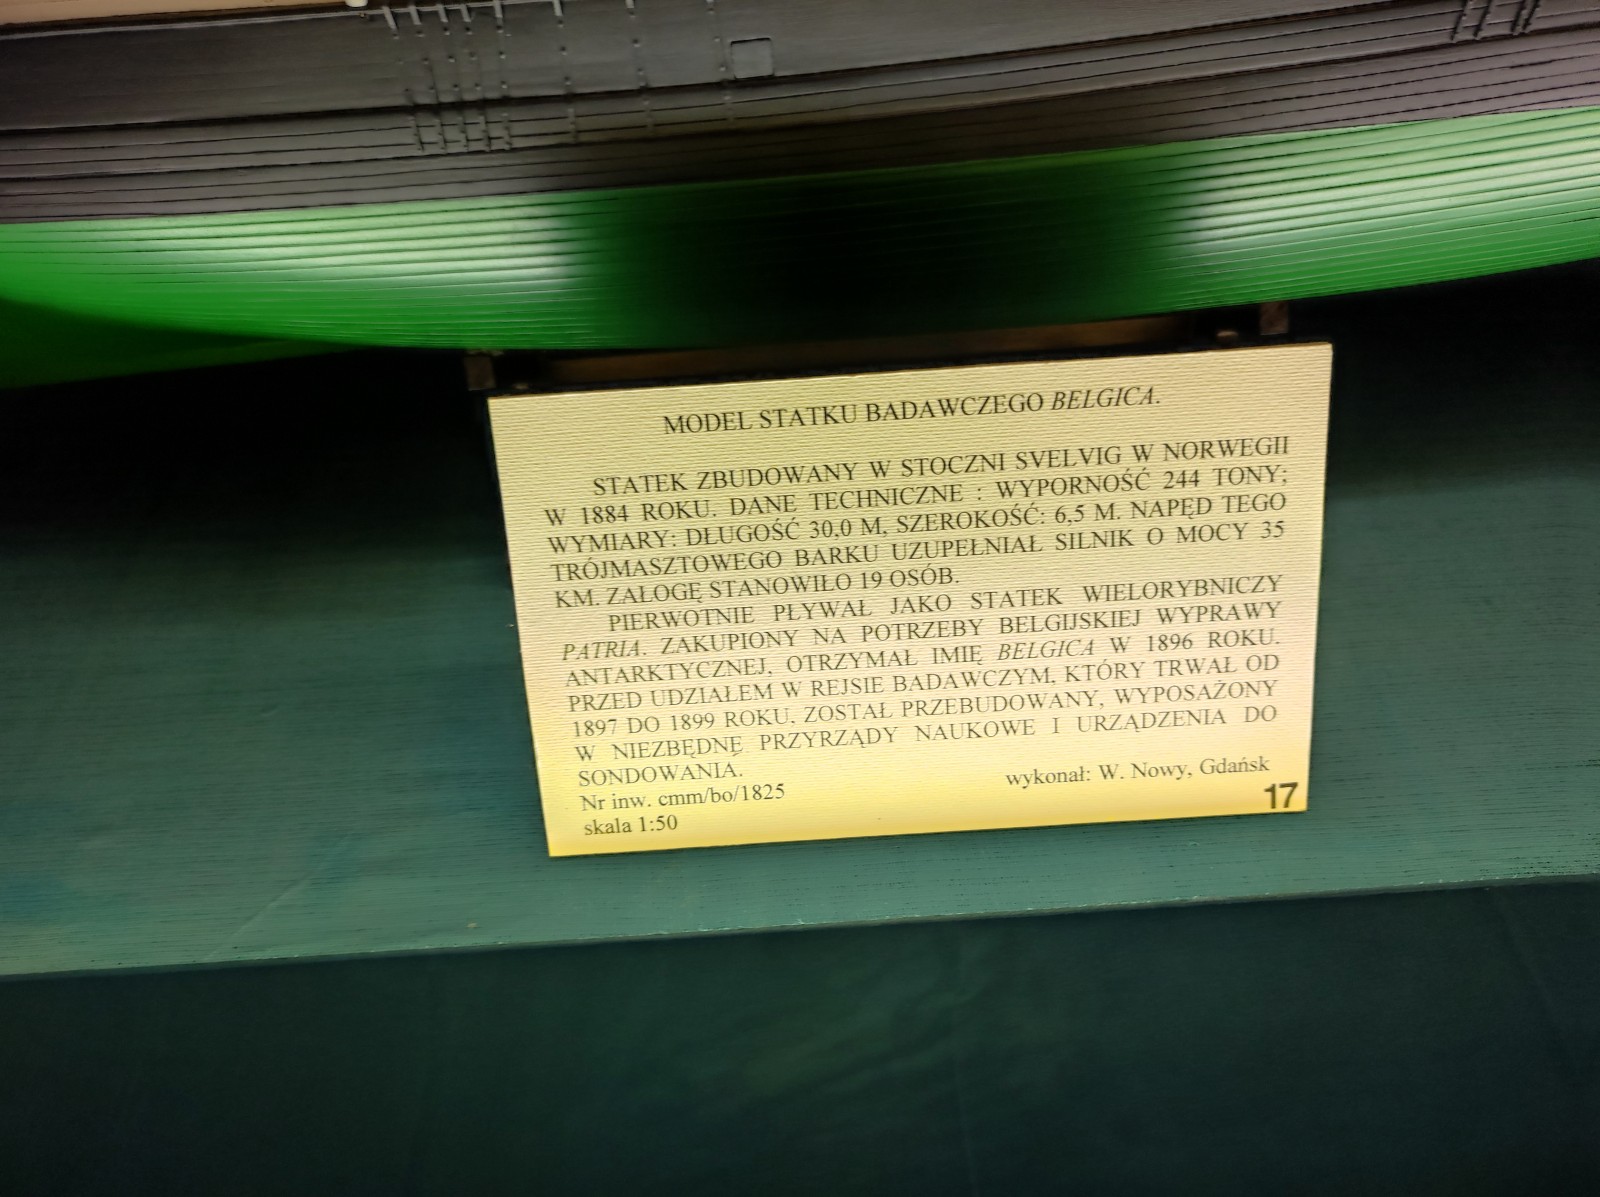 MODEL STATKU BADAWCZEGO BELGICA.
STATEK ZBUDOWANY W STOCZNI SVELVIG W NORWEGII
W 1884 ROKU. DANE TECHNICZNE : WYPORNOŚĆ 244 TONY;
WYMIARY: DŁUGOŚĆ 30,0 M, SZEROKOŚĆ: 6,5 M. NAPĘD TEGO
TRÓJMASZTOWEGO BARKU UZUPEŁNIAŁ SILNIK O MOCY 35
KM. ZAŁOGĘ STANOWIŁO 19 OSÓB.
PIERWOTNIE PŁYWAŁ JAKO STATEK WIELORYBNICZY
PATRIA. ZAKUPIONY NA POTRZEBY BELGIJSKIEJ WYPRAWY
ANTARKTYCZNEJ, OTRZYMAŁ IMIĘ BELGICA W 1896 ROKU.
PRZED UDZIAŁEM W REJSIE BADAWCZYM, KTÓRY TRWAŁ OD
1897 DO 1899 ROKU, ZOSTAŁ PRZEBUDOWANY, WYPOSAŻONY
W NIEZBĘDNE PRZYRZĄDY NAUKOWE I URZĄDZENIA DO
SONDOWANIA.
Nr inw. cmm/bo/1825 wykonał: W. Nowy, Gdańsk
skala 1:50 17